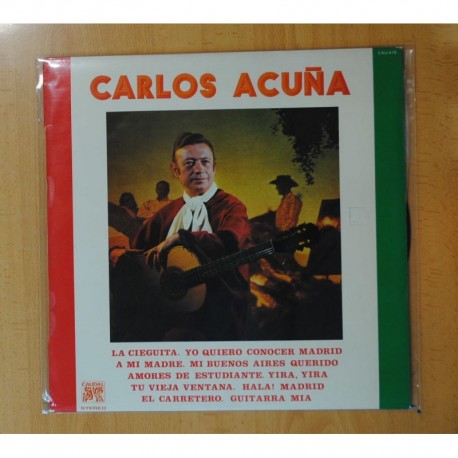 CARLOS ACUÑA
LA CIEGUITA. YO QUIERO CONOCER MADRID
A MI MADRE. MI BUENOS AIRES QUERIDO
AMORES DE ESTUDIANTE. YIRA, YIRA
TU VIEJA VENTANA. HALA! MADRID
EL CARRETERO. GUITARRA MIA
CAUDAL
STEREO